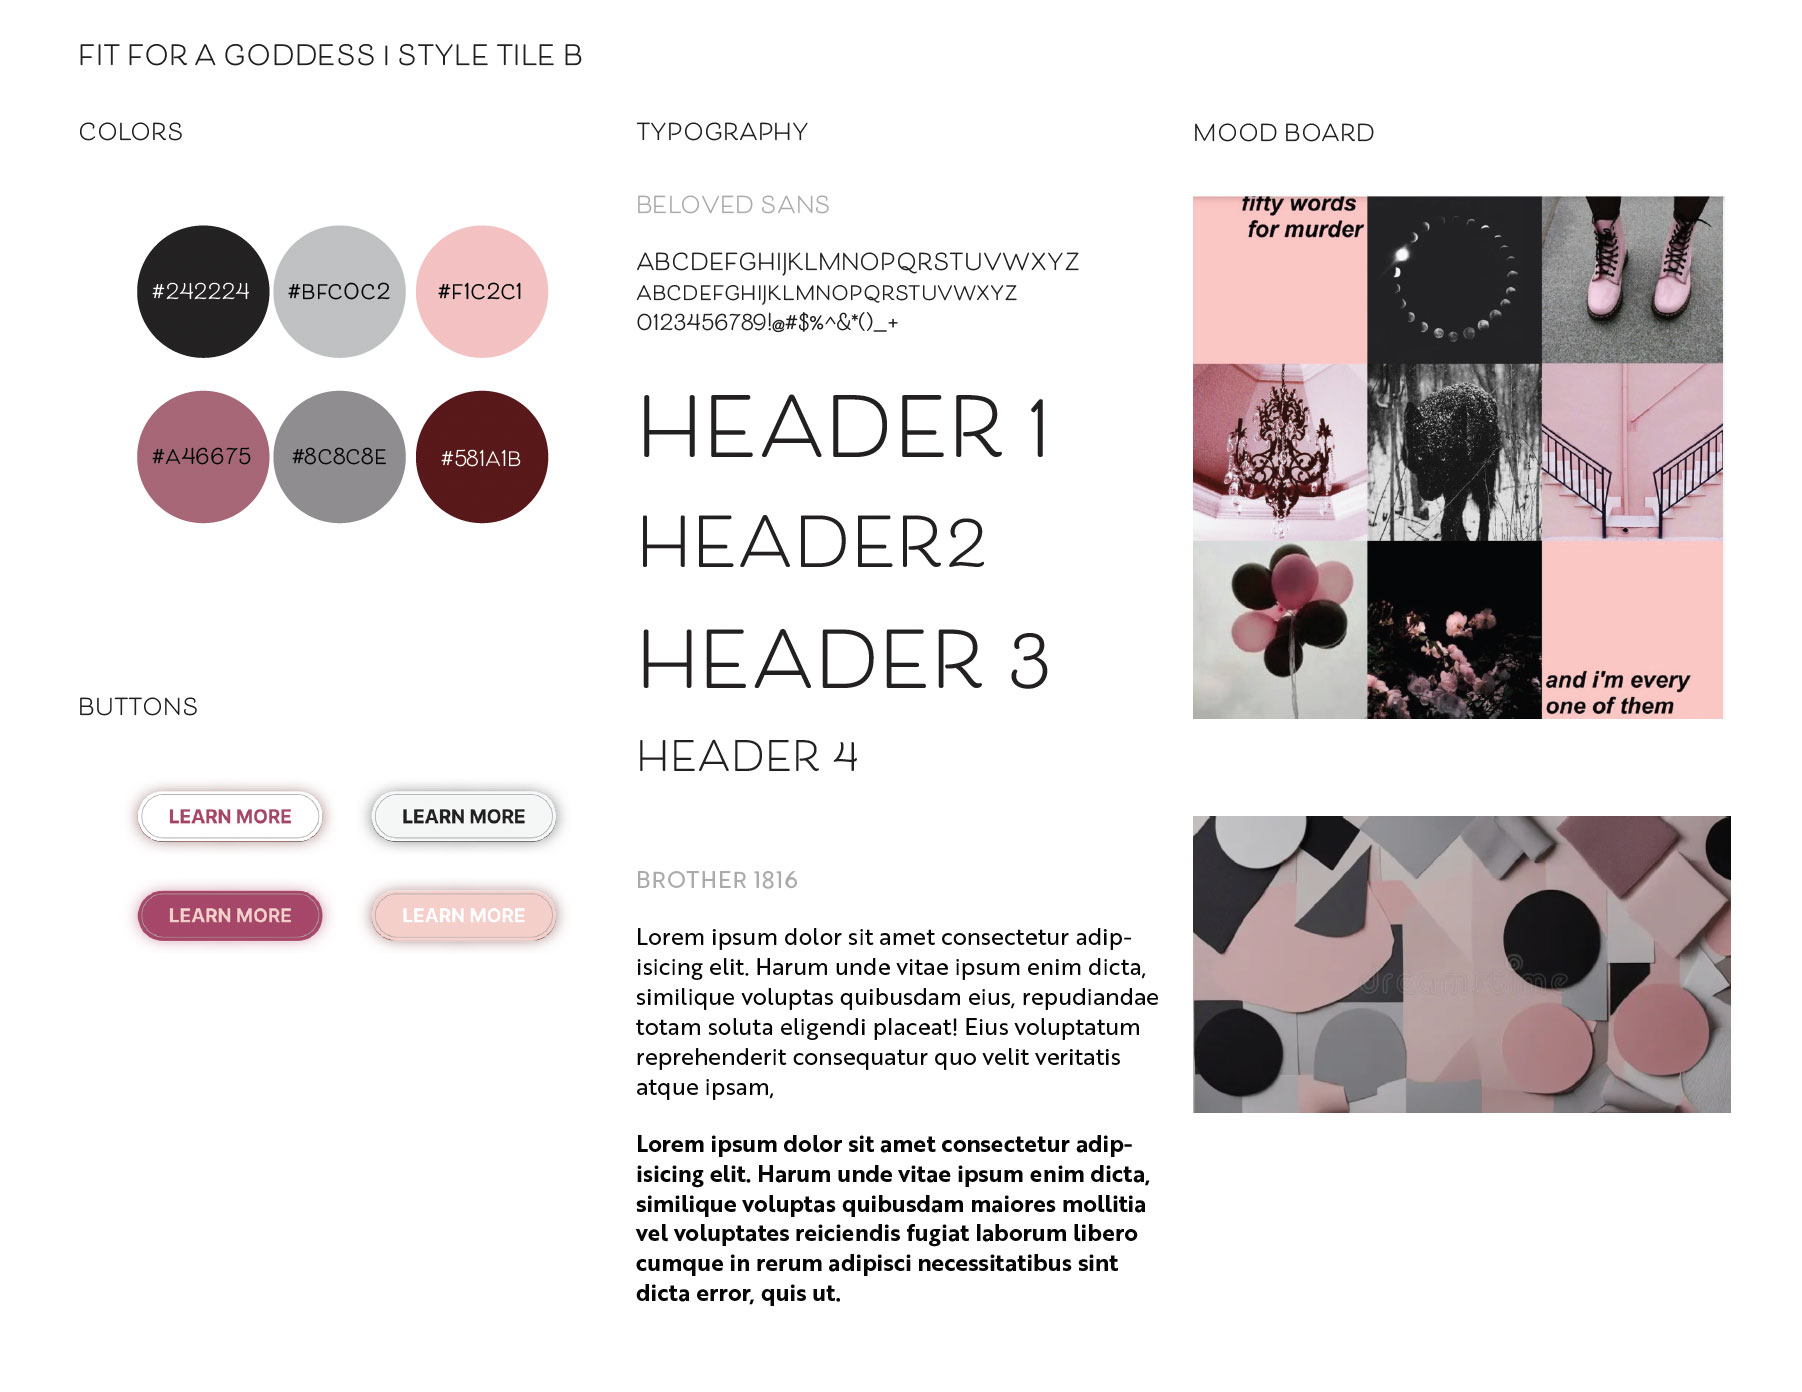 FIT FOR A GODDESS | STYLE TILE B
COLORS
#242224
#BFC0C2
#F1C2C1
#A46675
#8C8C8E
#581A1B
BUTTONS
LEARN MORE
LEARN MORE
LEARN MORE
LEARN MORE
TYPOGRAPHY
BELOVED SANS
ABCDEFGHIJKLMNOPQRSTUVWXYZ
ABCDEFGHIJKLMNOPQRSTUVWXYZ
0123456789!@#$%^&*()_+
HEADER 1
HEADER2
HEADER 3
HEADER 4
BROTHER 1816
Lorem ipsum dolor sit amet consectetur adip-
isicing elit. Harum unde vitae ipsum enim dicta,
similique voluptas quibusdam eius, repudiandae
totam soluta eligendi placeat! Eius voluptatum
reprehenderit consequatur quo velit veritatis
atque ipsam,
Lorem ipsum dolor sit amet consectetur adip-
isicing elit. Harum unde vitae ipsum enim dicta,
similique voluptas quibusdam maiores mollitia
vel voluptates reiciendis fugiat laborum libero
cumque in rerum adipisci necessitatibus sint
dicta error, quis ut.
MOOD BOARD
fifty words
for murder
and i'm every
one of them
dreamstime